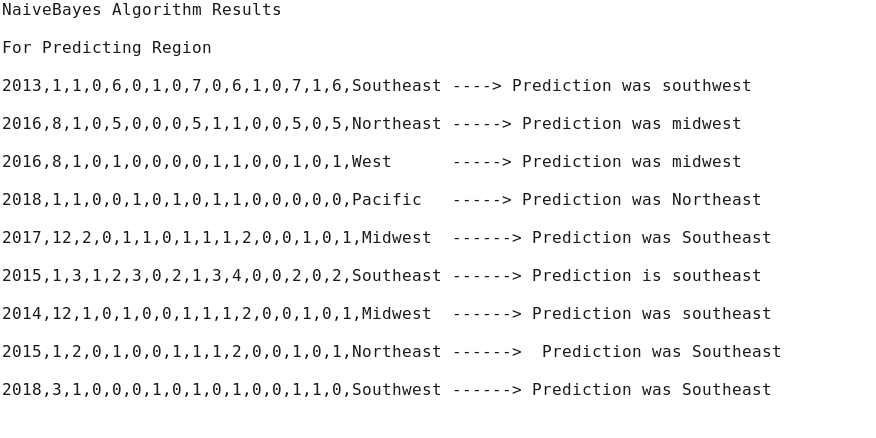 NaiveBayes Algorithm Results
For Predicting Region
2013,1,1,0,6,0,1,0,7,0,6,1,0,7,1,6,Southeast ----> Prediction was southwest
2016,8,1,0,5,0,0,0,5,1,1,0,0,5,0,5,Northeast -----> Prediction was midwest
2016,8,1,0,1,0,0,0,0,1,1,0,0,1,0,1,West      -----> Prediction was midwest
2018,1,1,0,0,1,0,1,0,1,1,0,0,0,0,0,Pacific   -----> Prediction was Northeast
2017,12,2,0,1,1,0,1,1,1,2,0,0,1,0,1,Midwest  ------> Prediction was Southeast
2015,1,3,1,2,3,0,2,1,3,4,0,0,2,0,2,Southeast ------> Prediction is southeast
2014,12,1,0,1,0,0,1,1,1,2,0,0,1,0,1,Midwest  ------> Prediction was southeast
2015,1,2,0,1,0,0,1,1,1,2,0,0,1,0,1,Northeast ------>  Prediction was Southeast
2018,3,1,0,0,0,1,0,1,0,1,0,0,1,1,0,Southwest ------> Prediction was Southeast